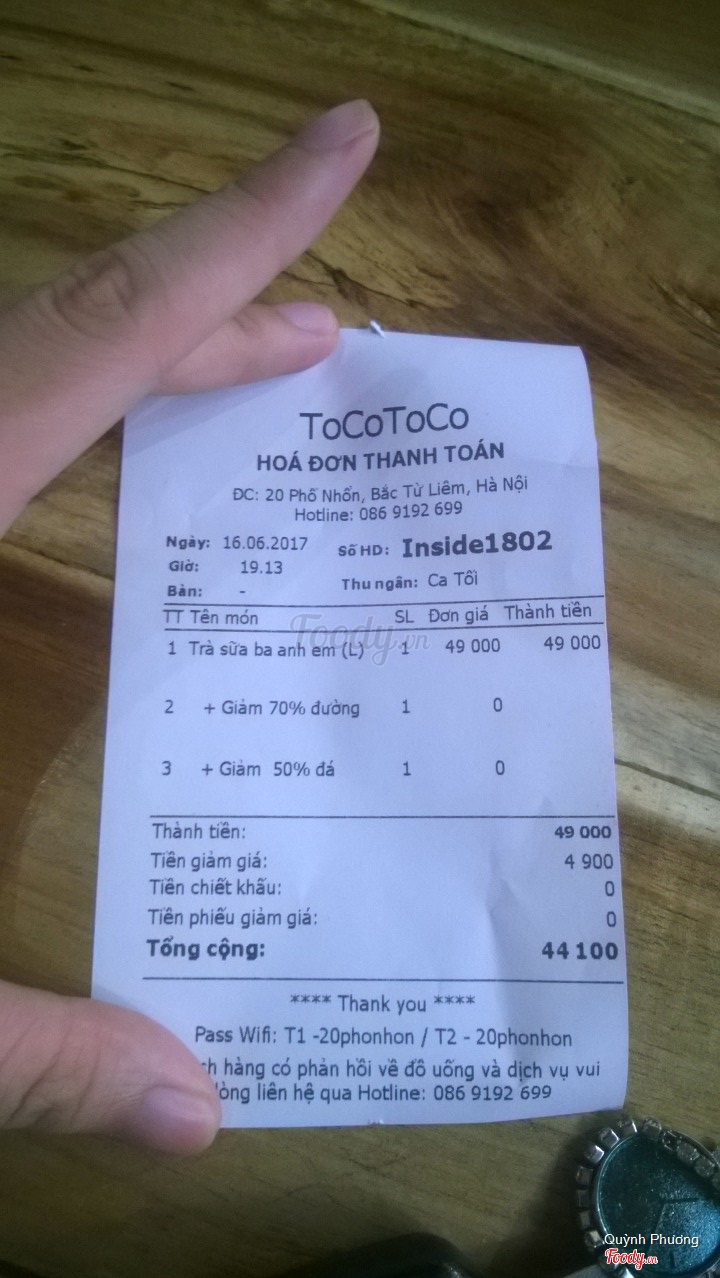 ToCoToCo
HOÁ ĐƠN THANH TOÁN
ĐC: 20 Phố Nhổn, Bắc Từ Liêm, Hà Nội
Hotline: 086 9192 699
Ngày: 16.06.2017 Số HD: Inside1802
Giờ: 19.13
Bàn: - Thu ngân: Ca Tối
TT Tên món SL Đơn giá Thành tiền
1 Trà sữa ba anh em (L) 1 49 000 49 000
Foody.vn
2 + Giảm 70% đường 1 0
3 + Giảm 50% đá 1 0
Thành tiền: 49 000
Tiền giảm giá: 4 900
Tiền chiết khấu: 0
Tiền phiếu giảm giá: 0
Tổng cộng: 44 100
**** Thank you ****
Pass Wifi: T1 -20phonhon / T2 - 20phonhon
hàng có phản hồi về đồ uống và dịch vụ vui
lòng liên hệ qua Hotline: 086 9192 699
Quỳnh Phương
Foody.vn